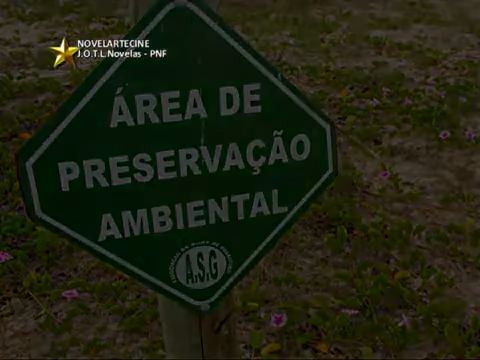 NOVELARTECINE
J.O.T.L.Novelas - PNF
ÁREA DE
PRESERVAÇÃO
AMBIENTAL
A.S.G